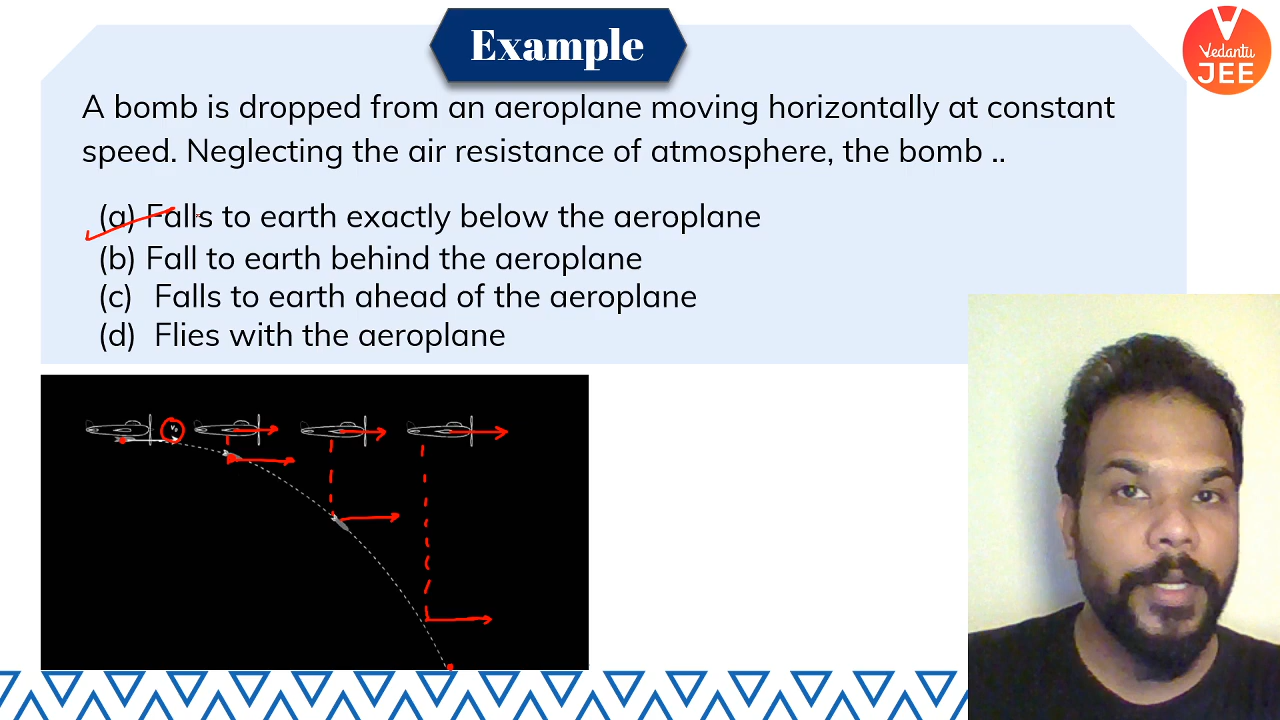 Example
Vedantu
JEE
A bomb is dropped from an aeroplane moving horizontally at constant
speed. Neglecting the air resistance of atmosphere, the bomb ..
(a) Falls to earth exactly below the aeroplane
(b) Fall to earth behind the aeroplane
(c) Falls to earth ahead of the aeroplane
(d) Flies with the aeroplane